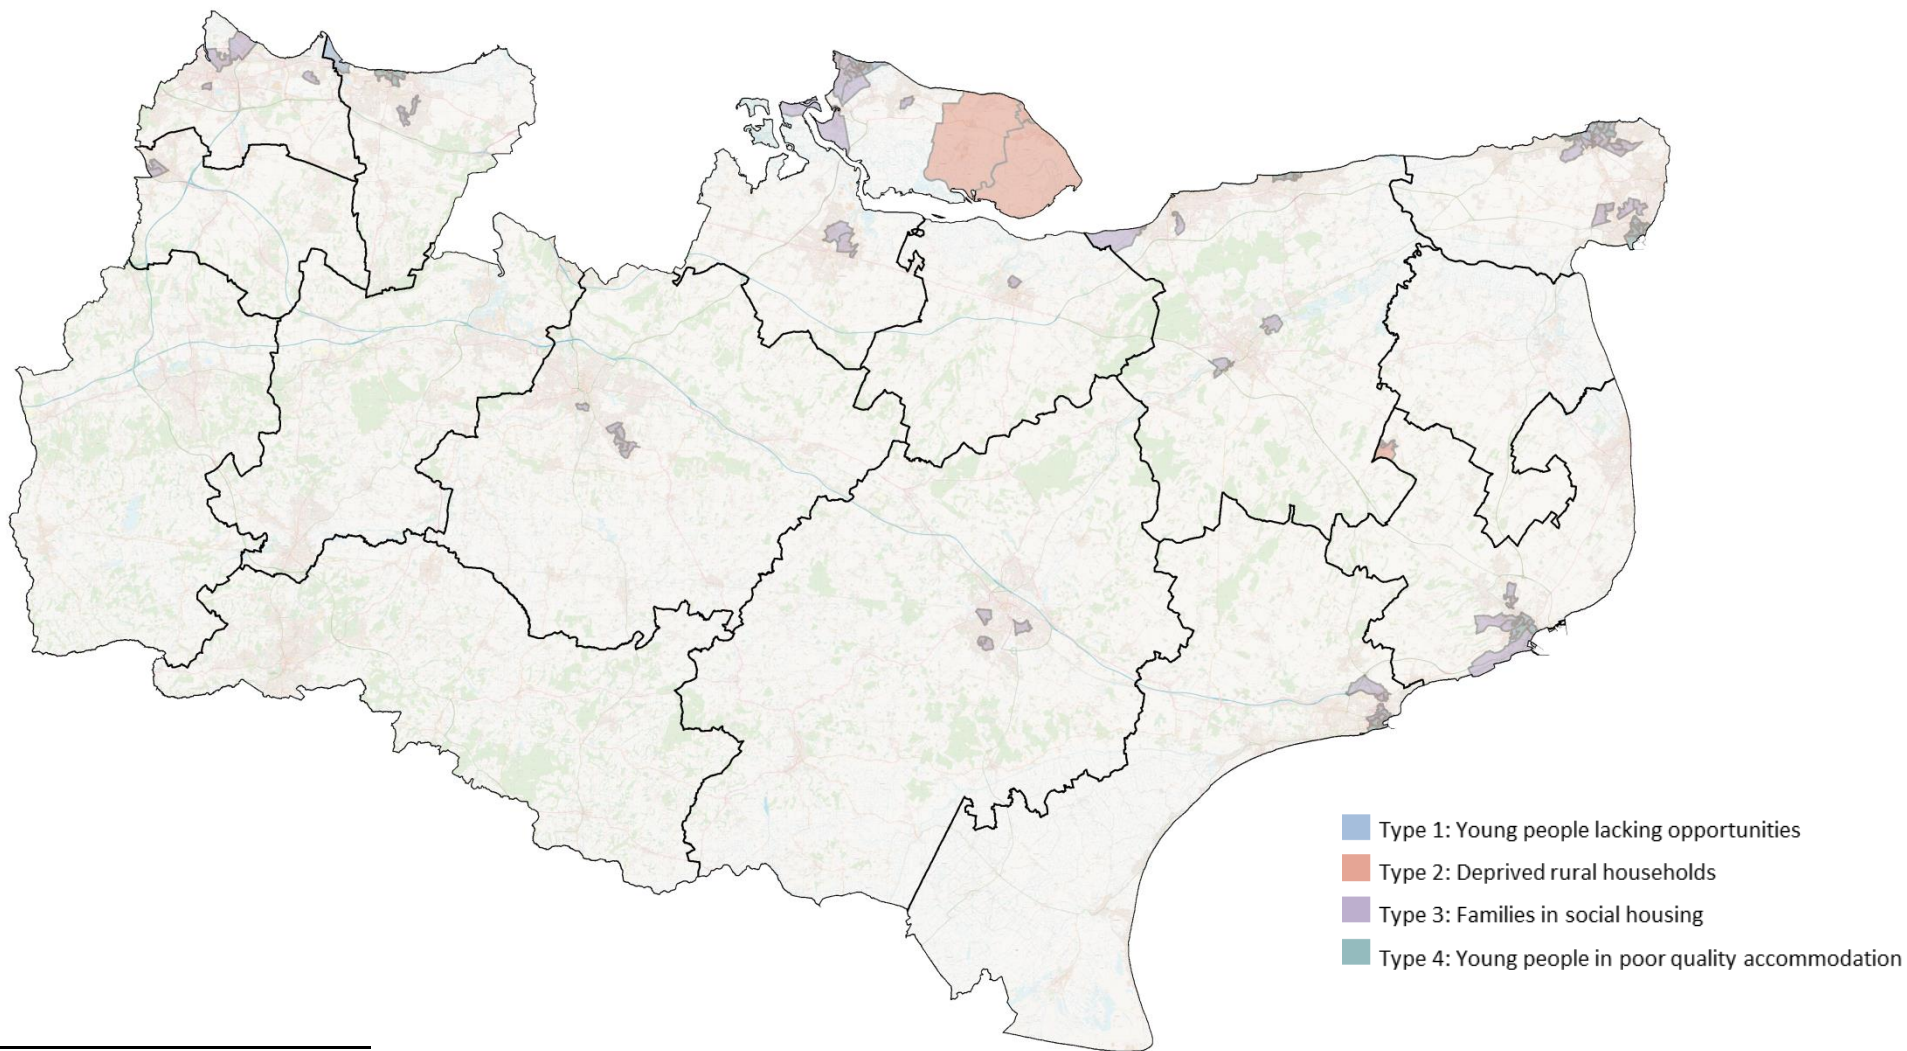 Type 1: Young people lacking opportunities
Type 2: Deprived rural households
Type 3: Families in social housing
Type 4: Young people in poor quality accommodation